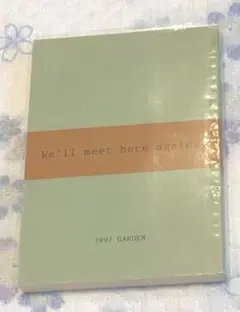 We'll meet here again.
1997 GARDEN